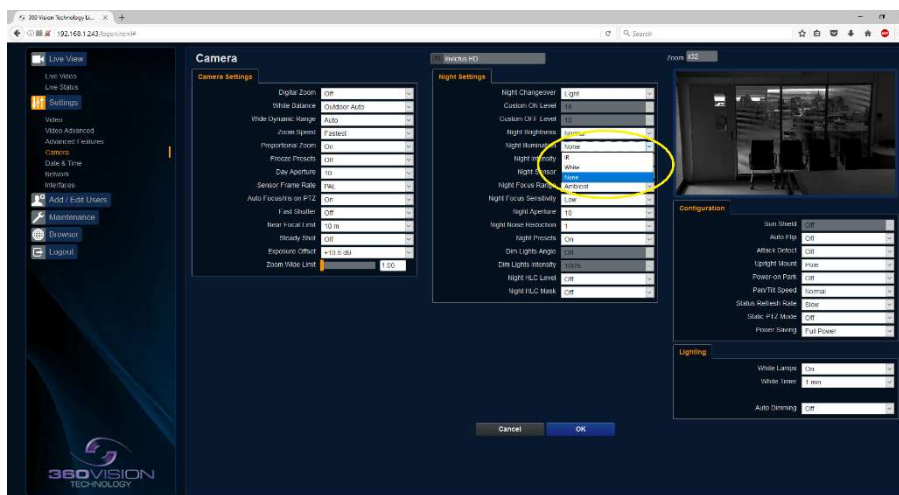 360 Vision Technology Li...
192.168.1.243/logon.html#
Search
Live View
Live Video
Live Status
Settings
Video
Video Advanced
Advanced Features
Camera
Date & Time
Network
Interfaces
Add / Edit Users
Maintenance
Browser
Logout
360VISION
TECHNOLOGY
Camera
Invictus HD
Zoom x32
Camera Settings
Digital Zoom Off
White Balance Outdoor Auto
Wide Dynamic Range Auto
Zoom Speed Fastest
Proportional Zoom On
Freeze Presets Off
Day Aperture 10
Sensor Frame Rate PAL
Auto Focus/Iris on PTZ On
Fast Shutter Off
Near Focal Limit 10 m
Steady Shot Off
Exposure Offset +10.5 dB
Zoom Wide Limit 1.00
Night Settings
Night Changeover Light
Custom ON Level
Custom OFF Level
Night Brightness Normal
Night Illumination None
IR
White
None
Night Intensity
Night Sensor
Night Focus Range Ambient
Night Focus Sensitivity Low
Night Aperture 10
Night Noise Reduction 1
Night Presets On
Dim Lights Angle Off
Dim Lights Intensity 100%
Night HLC Level Off
Night HLC Mask Off
Cancel
OK
Configuration
Sun Shield Off
Auto Flip Off
Attack Detect Off
Upright Mount Pole
Power-on Park Off
Pan/Tilt Speed Normal
Status Refresh Rate Slow
Static PTZ Mode Off
Power Saving Full Power
Lighting
White Lamps On
White Timer 1 min
Auto Dimming Off